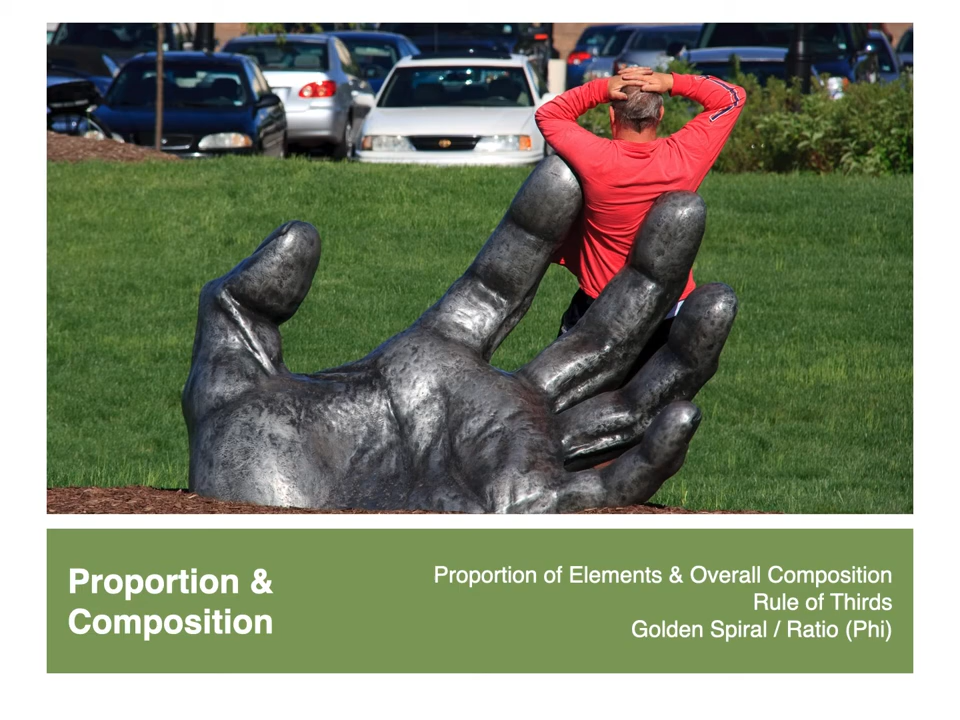 Proportion &
Composition
Proportion of Elements & Overall Composition
Rule of Thirds
Golden Spiral / Ratio (Phi)